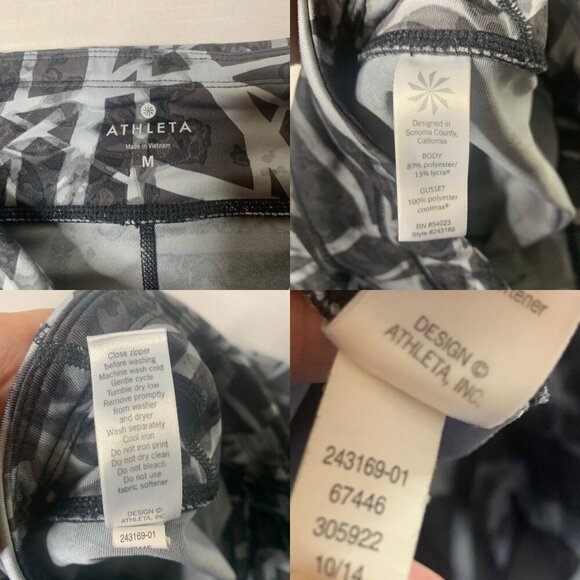 ATHLETA
Made in Vietnam
M
Designed in
Sonoma County,
California
BODY
87% polyester/
13% lycra®
GUSSET
100% polyester
coolmax®
RN #54023
Style #243169
Close zipper
before washing
Machine wash cold
Gentle cycle
Tumble dry low
Remove promptly
from washer
and dryer
Wash separately
Cool iron
Do not iron print
Do not dry clean
Do not bleach
Do not use
fabric softener
DESIGN ©
ATHLETA, INC.
243169-01
DESIGN ©
ATHLETA, INC.
243169-01
67446
305922
10/14